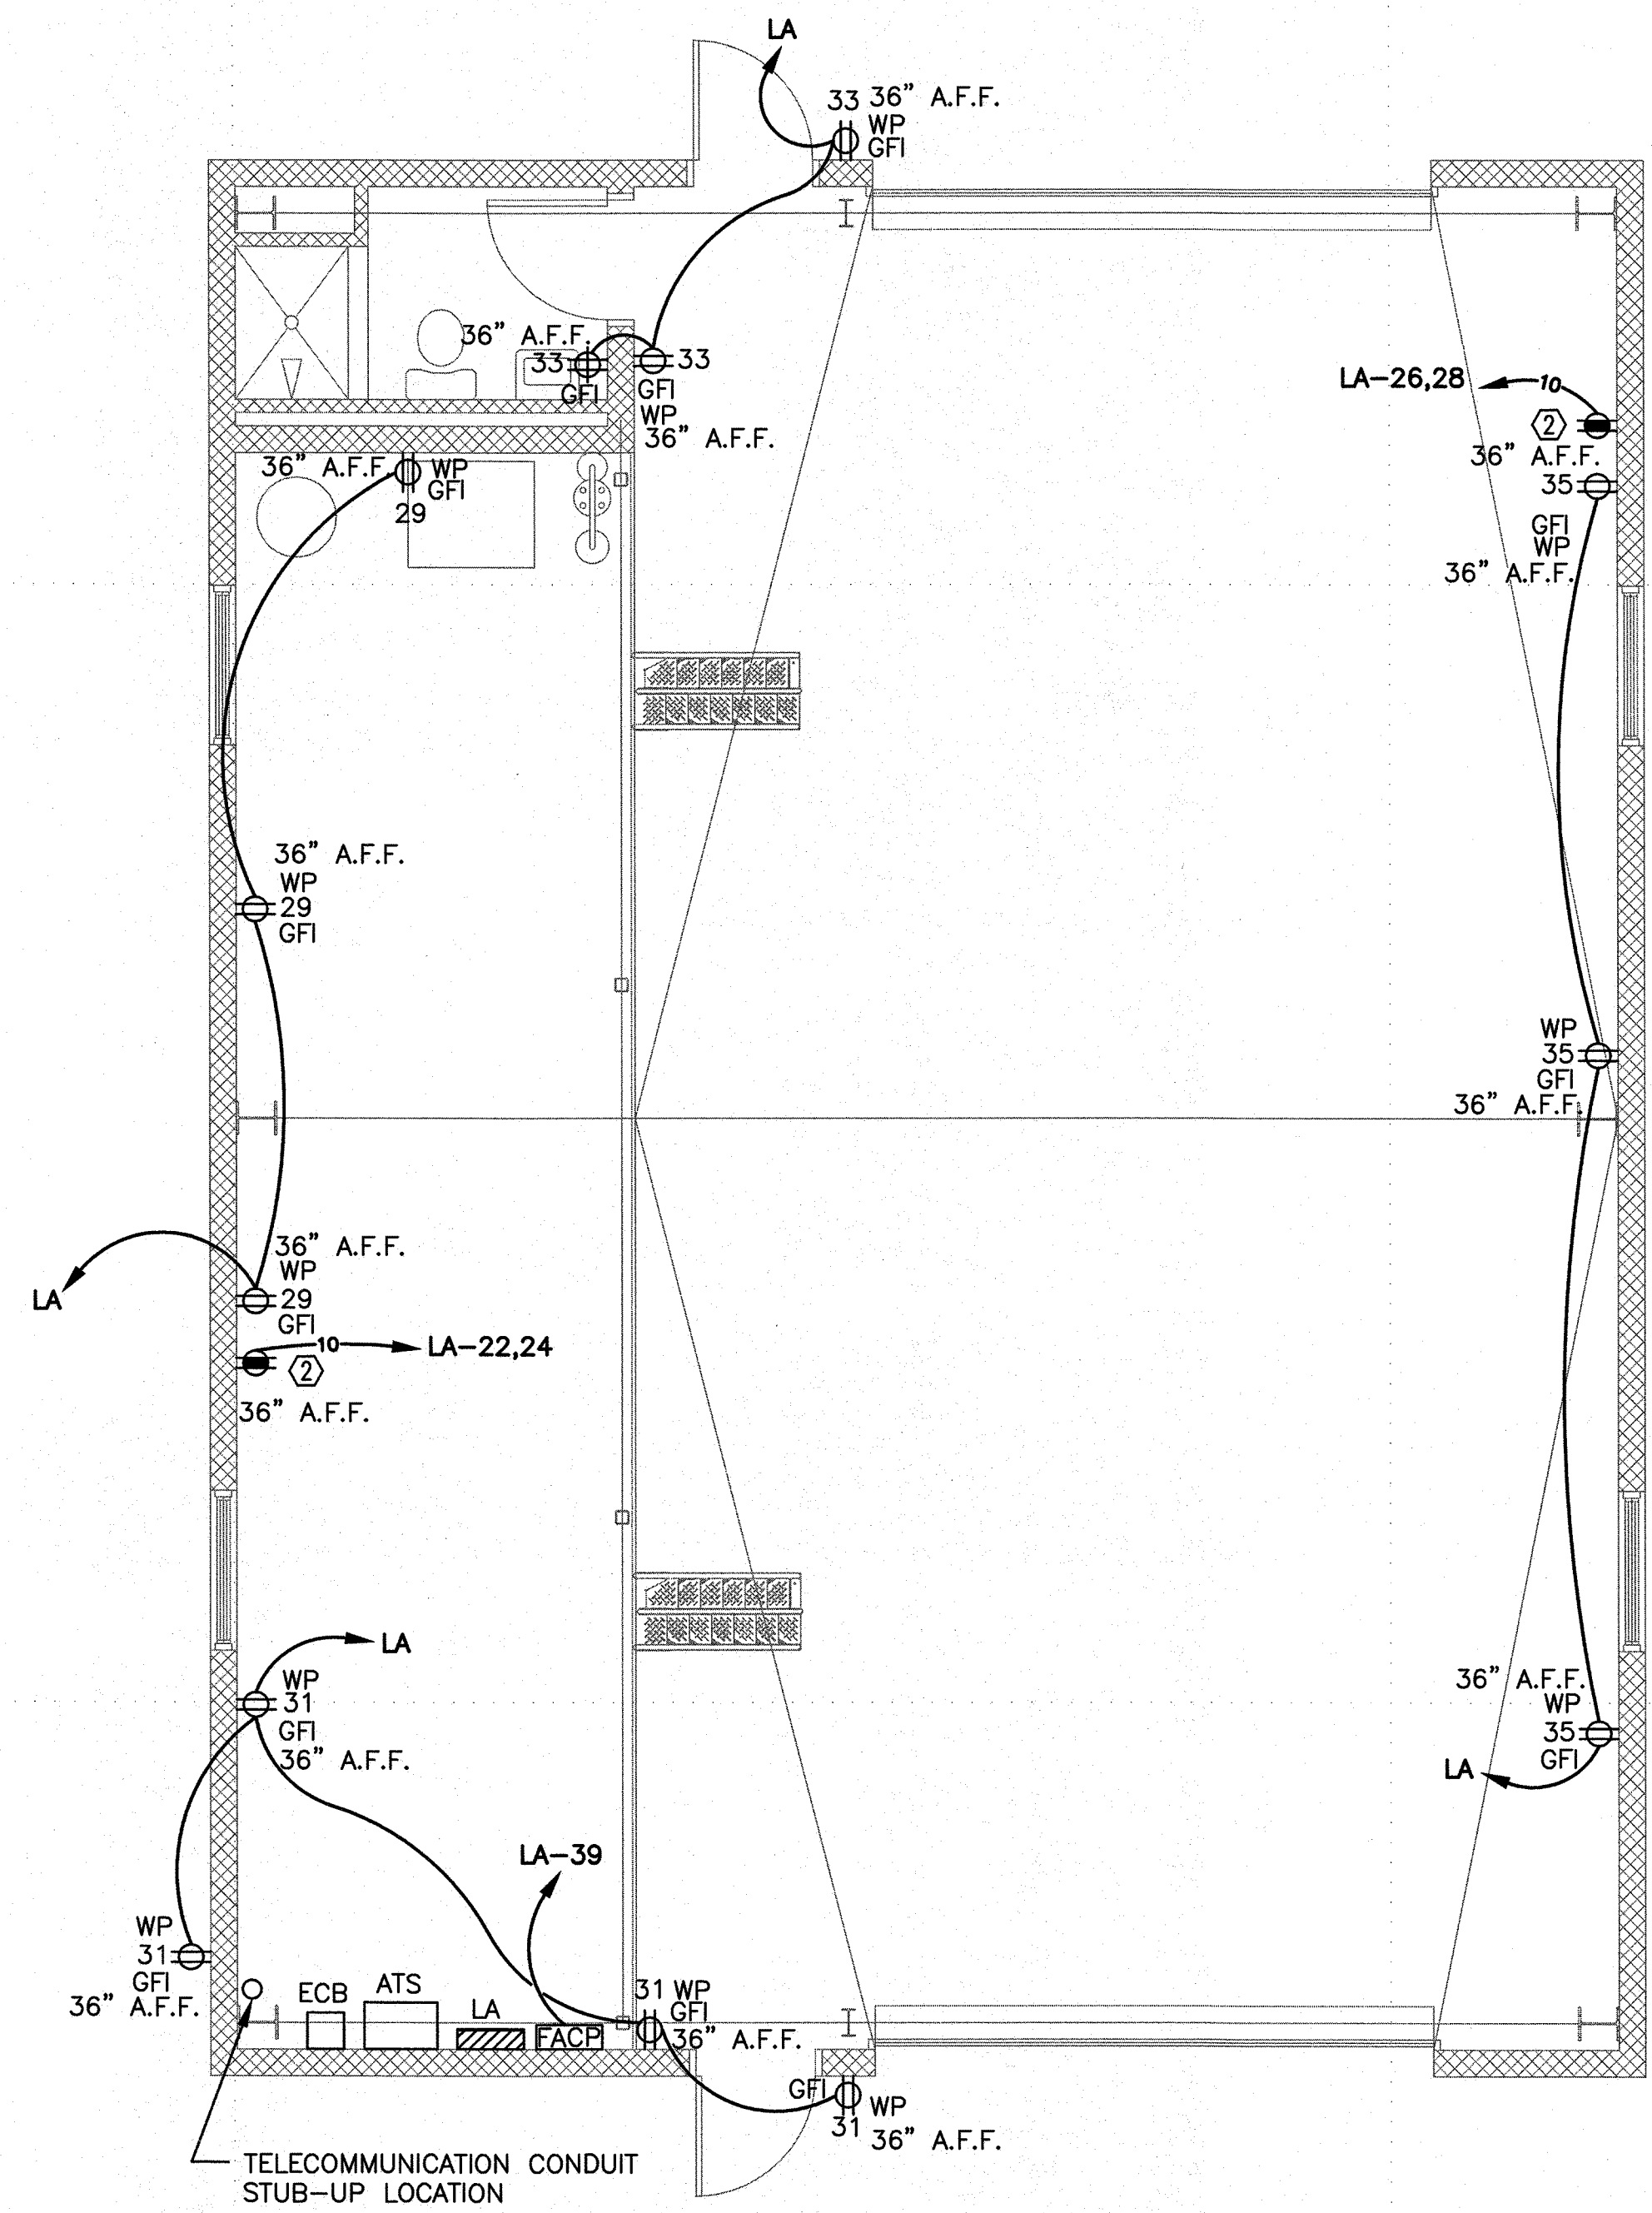 LA
33 36" A.F.F.
WP
GFI
36" A.F.F.
33
GFI
33
GFI
WP
36" A.F.F.
LA-26,28
10
2
36" A.F.F.
35
GFI
WP
36" A.F.F.
36" A.F.F.
WP
GFI
29
36" A.F.F.
WP
29
GFI
WP
35
GFI
36" A.F.F.
36" A.F.F.
WP
29
GFI
LA
10
LA-22,24
2
36" A.F.F.
LA
WP
31
GFI
36" A.F.F.
36" A.F.F.
WP
35
GFI
LA
LA-39
WP
31
GFI
36" A.F.F.
ECB
ATS
LA
FACP
31 WP
GFI
36" A.F.F.
GFI
WP
31
36" A.F.F.
TELECOMMUNICATION CONDUIT
STUB-UP LOCATION